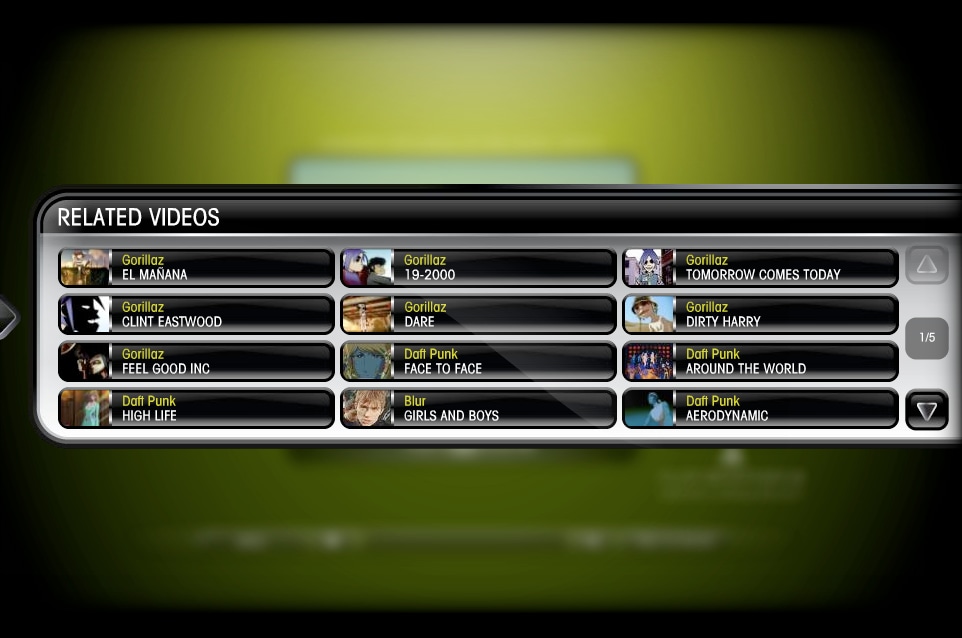 RELATED VIDEOS
Gorillaz
EL MAÑANA
Gorillaz
19-2000
Gorillaz
TOMORROW COMES TODAY
Gorillaz
CLINT EASTWOOD
Gorillaz
DARE
Gorillaz
DIRTY HARRY
1/5
Gorillaz
FEEL GOOD INC
Daft Punk
FACE TO FACE
Daft Punk
AROUND THE WORLD
Daft Punk
HIGH LIFE
Blur
GIRLS AND BOYS
Daft Punk
AERODYNAMIC